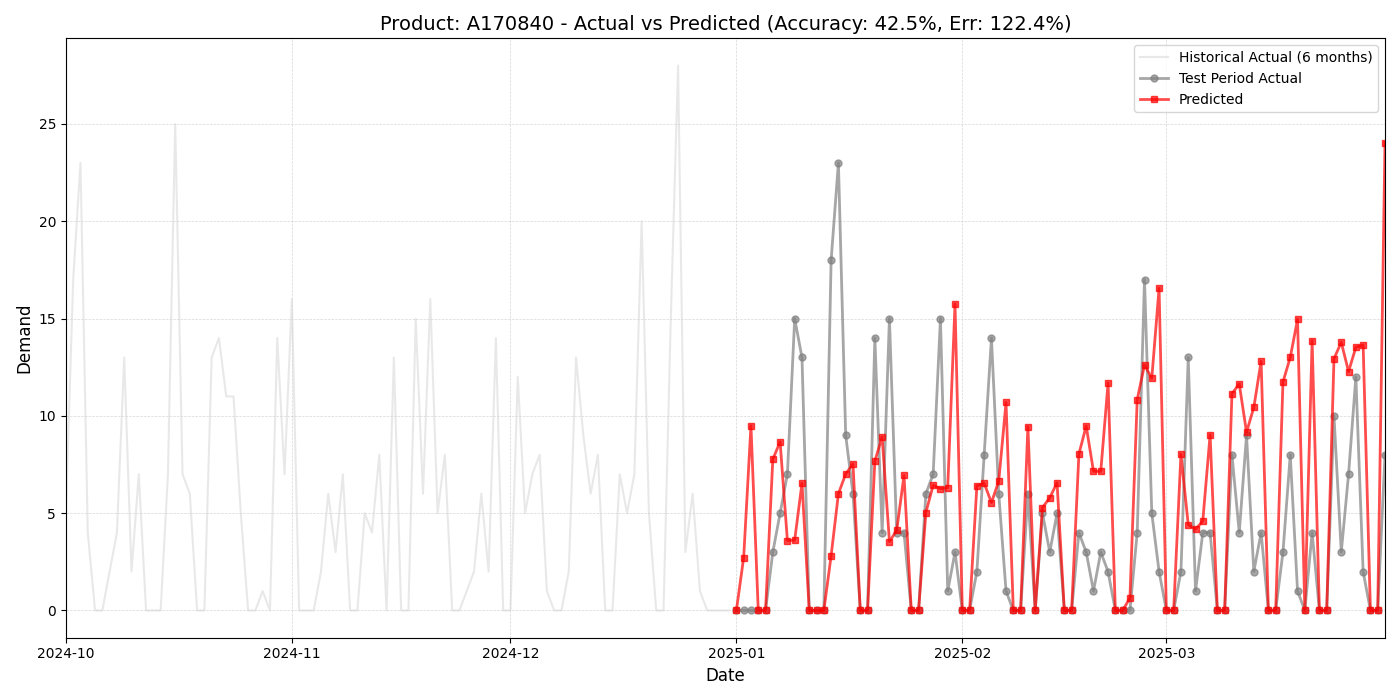 Product: A170840 - Actual vs Predicted (Accuracy: 42.5%, Err: 122.4%)
Historical Actual (6 months)
Test Period Actual
Predicted
Demand
25
20
15
10
5
0
2024-10
2024-11
2024-12
2025-01
2025-02
2025-03
Date